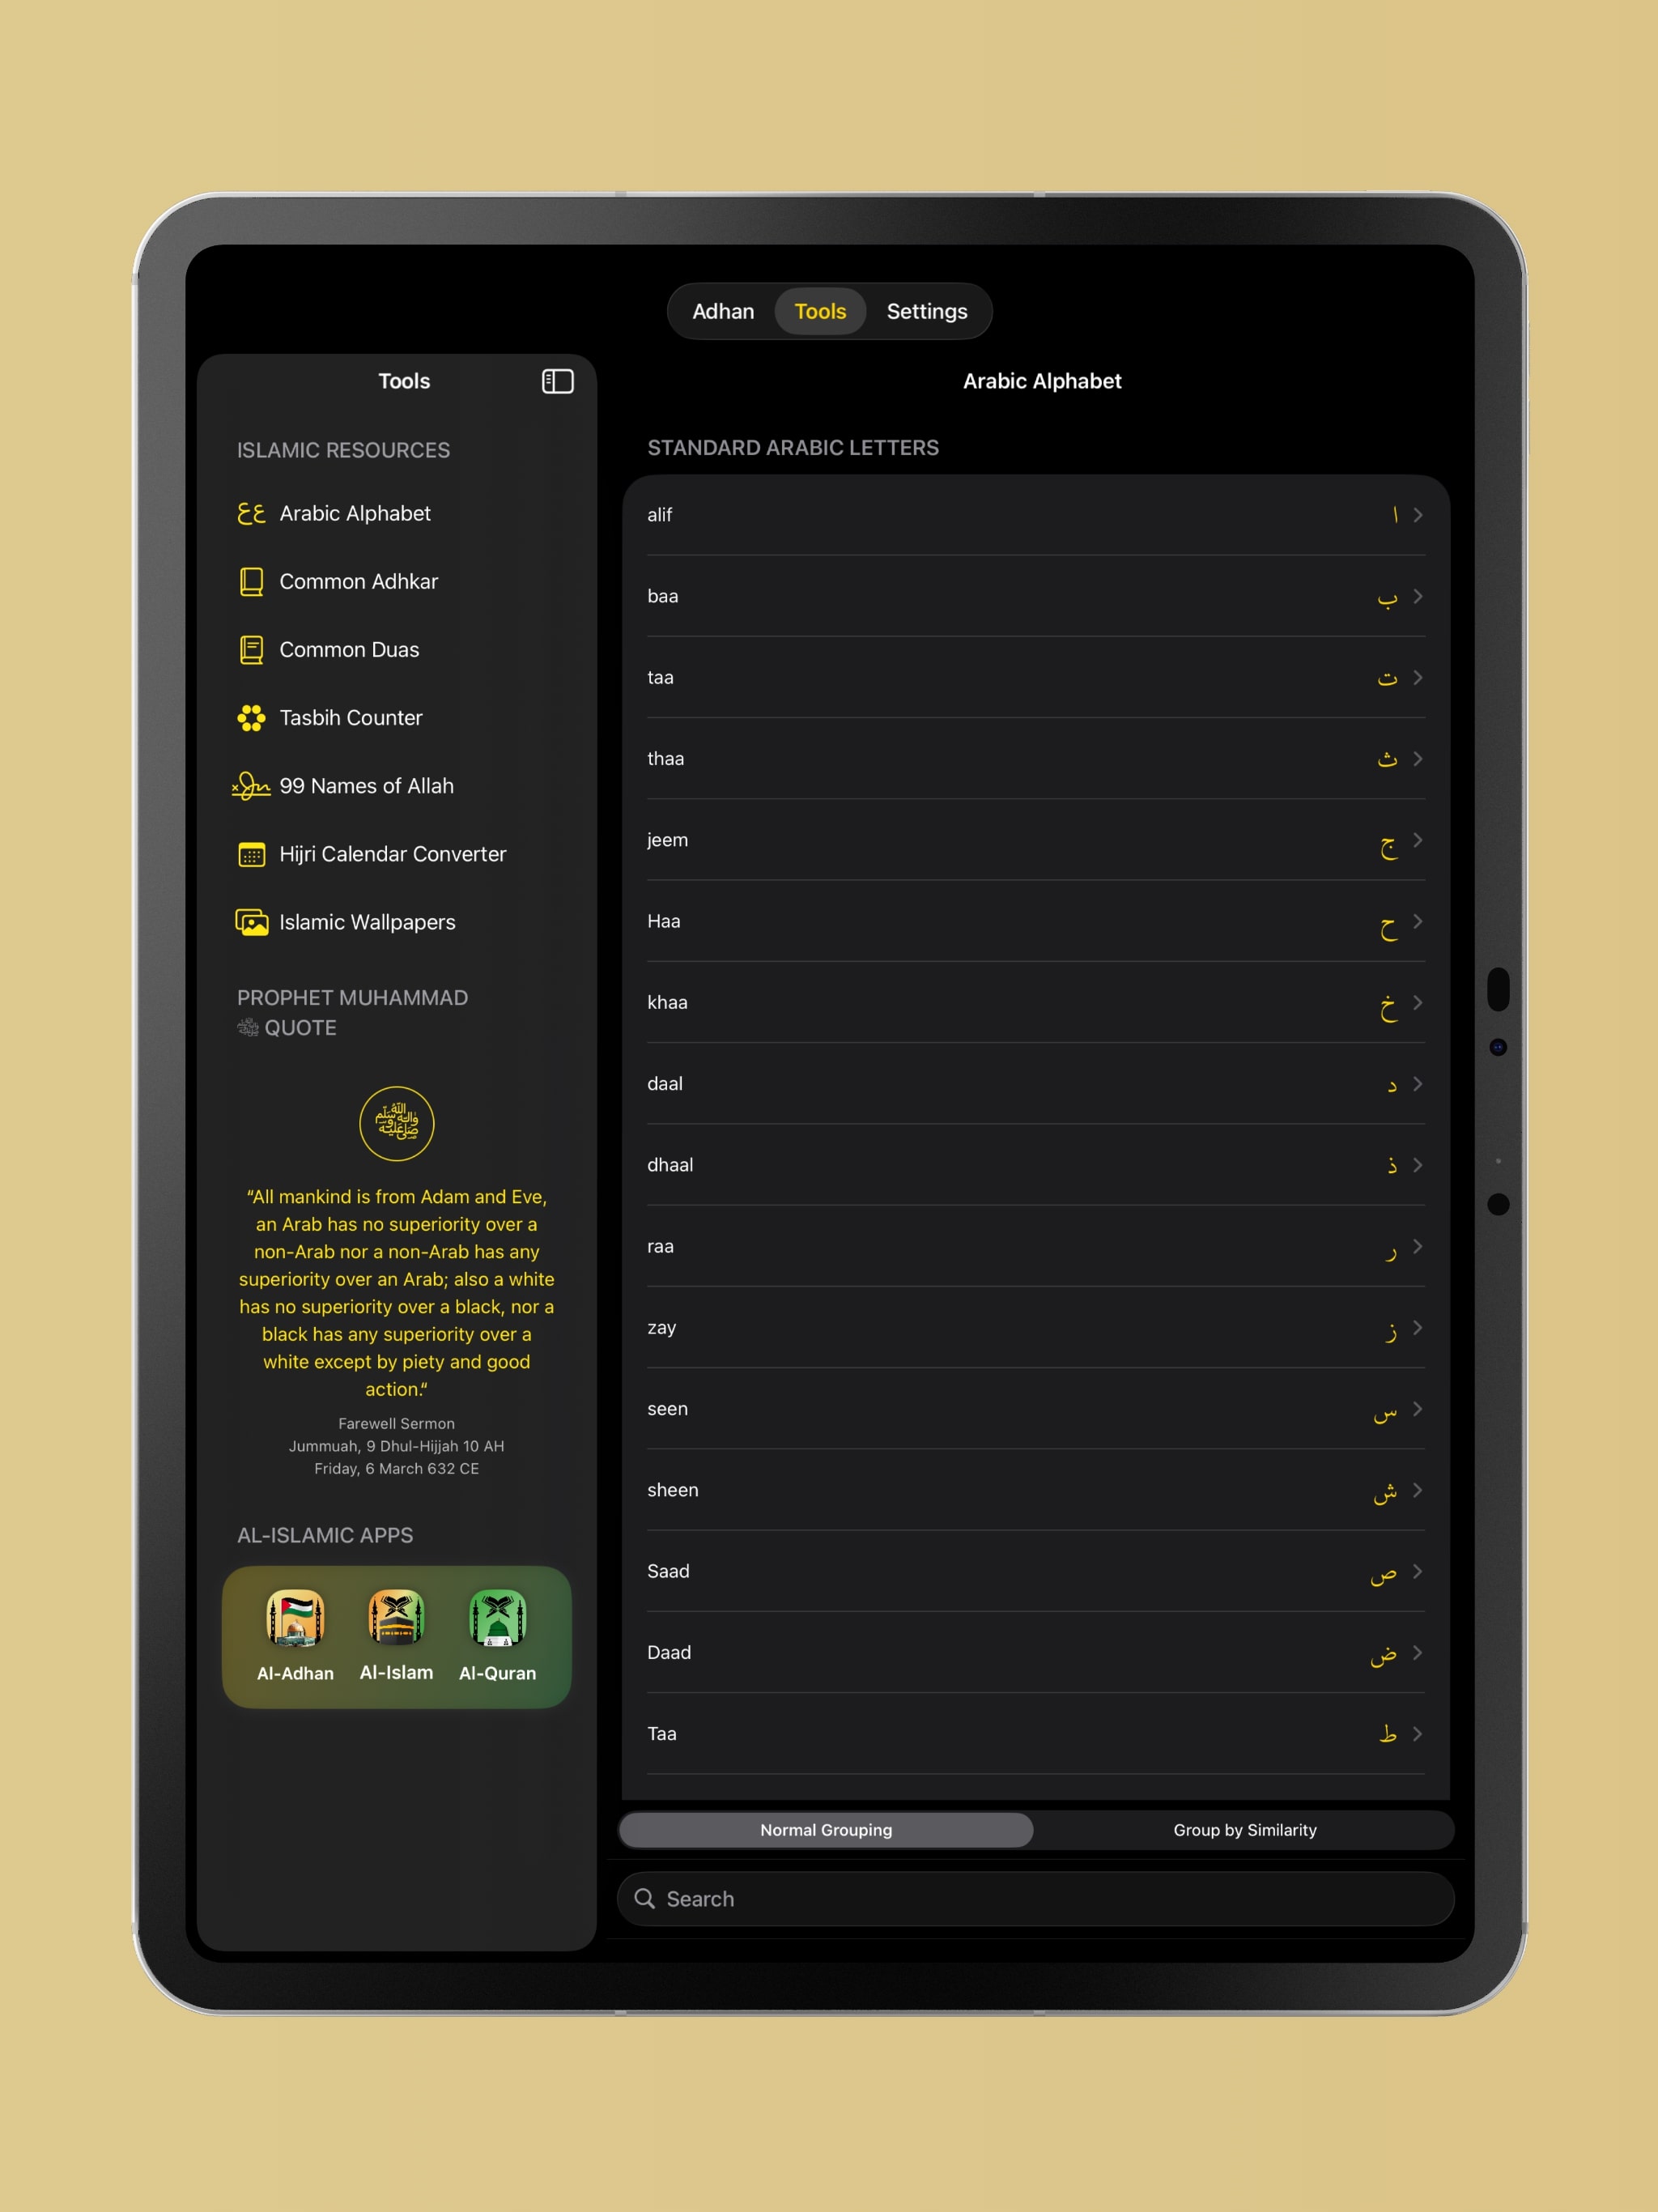 Adhan Tools Settings
Tools
ISLAMIC RESOURCES
عع Arabic Alphabet
Common Adhkar
Common Duas
Tasbih Counter
99 Names of Allah
Hijri Calendar Converter
Islamic Wallpapers
PROPHET MUHAMMAD
ﷺ QUOTE
ﷺ
“All mankind is from Adam and Eve,
an Arab has no superiority over a
non-Arab nor a non-Arab has any
superiority over an Arab; also a white
has no superiority over a black, nor a
black has any superiority over a
white except by piety and good
action.“
Farewell Sermon
Jummuah, 9 Dhul-Hijjah 10 AH
Friday, 6 March 632 CE
AL-ISLAMIC APPS
Al-Adhan Al-Islam Al-Quran
Arabic Alphabet
STANDARD ARABIC LETTERS
alif ا
baa ب
taa ت
thaa ث
jeem ج
Haa ح
khaa خ
daal د
dhaal ذ
raa ر
zay ز
seen س
sheen ش
Saad ص
Daad ض
Taa ط
Normal Grouping Group by Similarity
Search